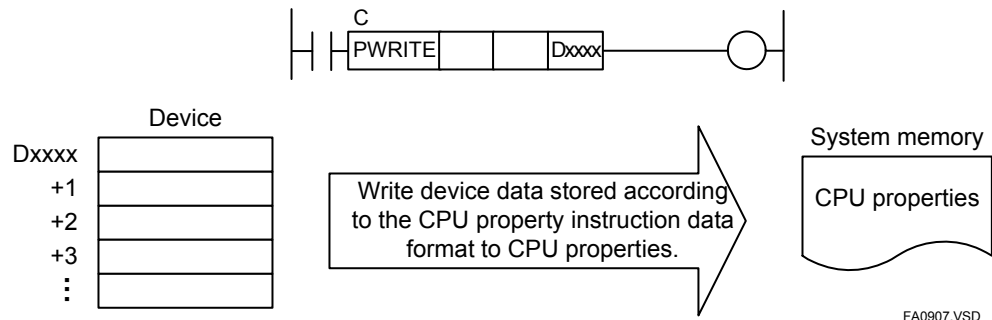 C
PWRITE Dxxxx
Device
Dxxxx
+1
+2
+3
⋮
Write device data stored according
to the CPU property instruction data
format to CPU properties.
System memory
CPU properties
FA0907.VSD